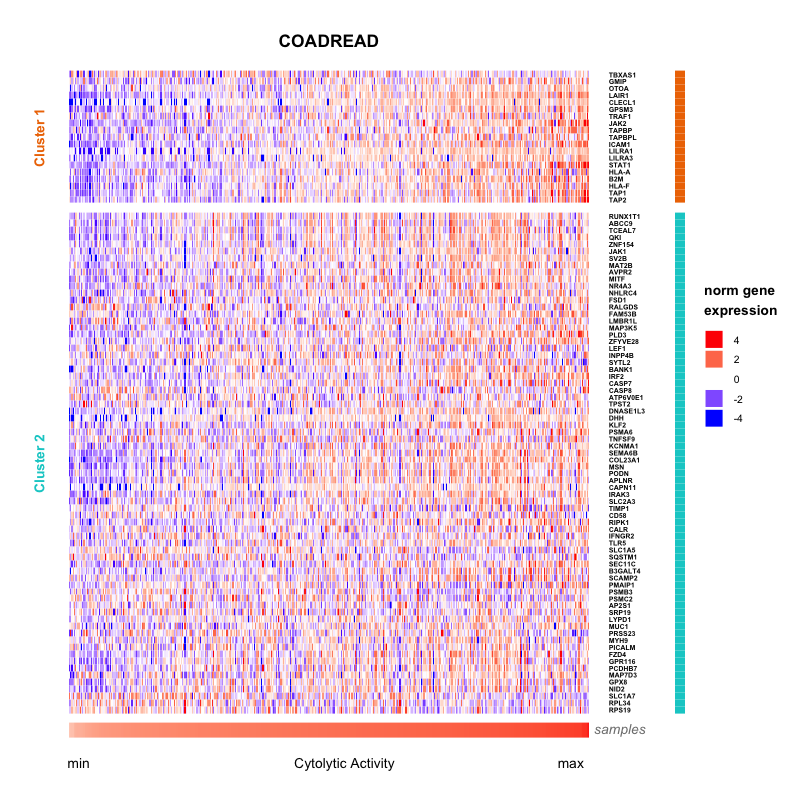 COADREAD
Cluster 1
TBXAS1
GMIP
OTOA
LAIR1
CLECL1
GPSM3
TRAF1
JAK2
TAPBP
TAPBPL
ICAM1
LILRA1
LILRA3
STAT1
HLA-A
B2M
HLA-F
TAP1
TAP2
Cluster 2
RUNX1T1
ABCC9
TCEAL7
QKI
ZNF154
JAK1
SV2B
MAT2B
AVPR2
MITF
NR4A3
NHLRC4
FSD1
RALGDS
FAM53B
LMBR1L
MAP3K5
PLD3
ZFYVE28
LEF1
INPP4B
SYTL2
BANK1
IRF2
CASP7
CASP8
ATP6V0E1
TPST2
DNASE1L3
DHH
KLF2
PSMA6
TNFSF9
KCNMA1
SEMA6B
COL23A1
MSN
PODN
APLNR
CAPN11
IRAK3
SLC2A3
TIMP1
CD58
RIPK1
CALR
IFNGR2
TLR5
SLC1A5
SQSTM1
SEC11C
B3GALT4
SCAMP2
PMAIP1
PSMB3
PSMC2
AP2S1
SRP19
LYPD1
MUC1
PRSS23
MYH9
PICALM
FZD4
GPR116
PCDHB7
MAP7D3
GPX8
NID2
SLC1A7
RPL34
RPS19
norm gene
expression
4
2
0
-2
-4
samples
min Cytolytic Activity max